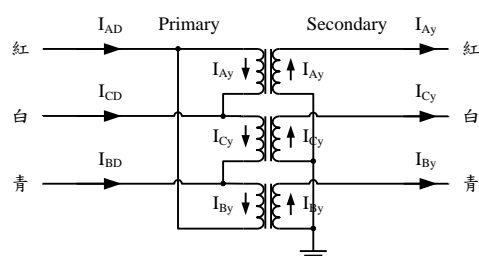 I_AD Primary Secondary I_Ay
紅 紅
I_Ay I_Ay
I_CD I_Cy
白 白
I_Cy I_Cy
I_BD I_By
青 青
I_By I_By